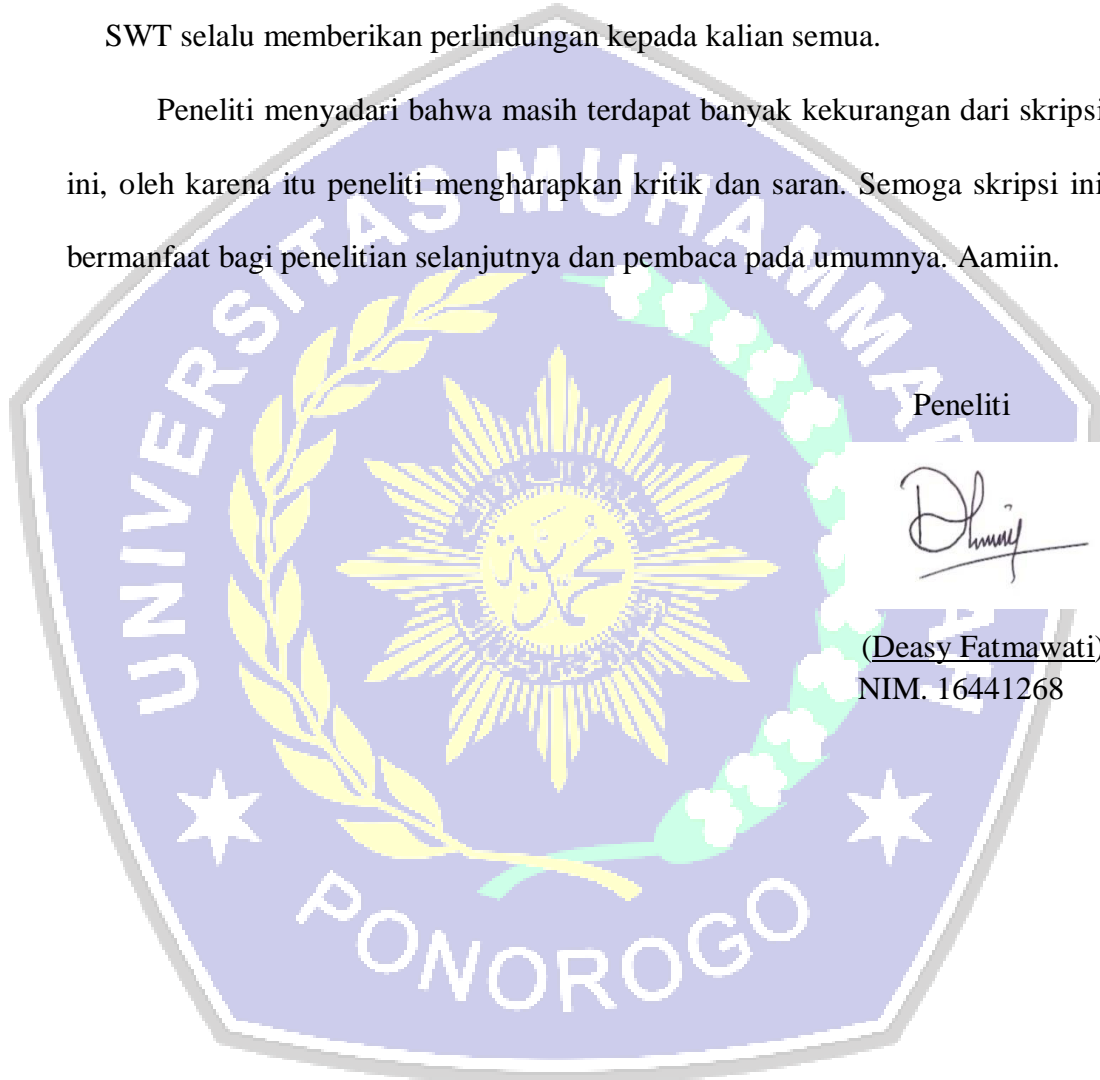 SWT selalu memberikan perlindungan kepada kalian semua.
Peneliti menyadari bahwa masih terdapat banyak kekurangan dari skripsi
ini, oleh karena itu peneliti mengharapkan kritik dan saran. Semoga skripsi ini
bermanfaat bagi penelitian selanjutnya dan pembaca pada umumnya. Aamiin.
UNIVERSITAS MUHAMMADIYAH
Peneliti
(Deasy Fatmawati)
NIM. 16441268
PONOROGO